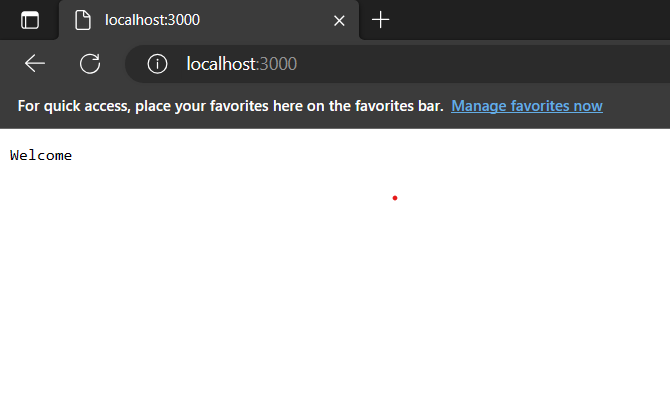 localhost:3000
localhost:3000
For quick access, place your favorites here on the favorites bar. Manage favorites now
Welcome